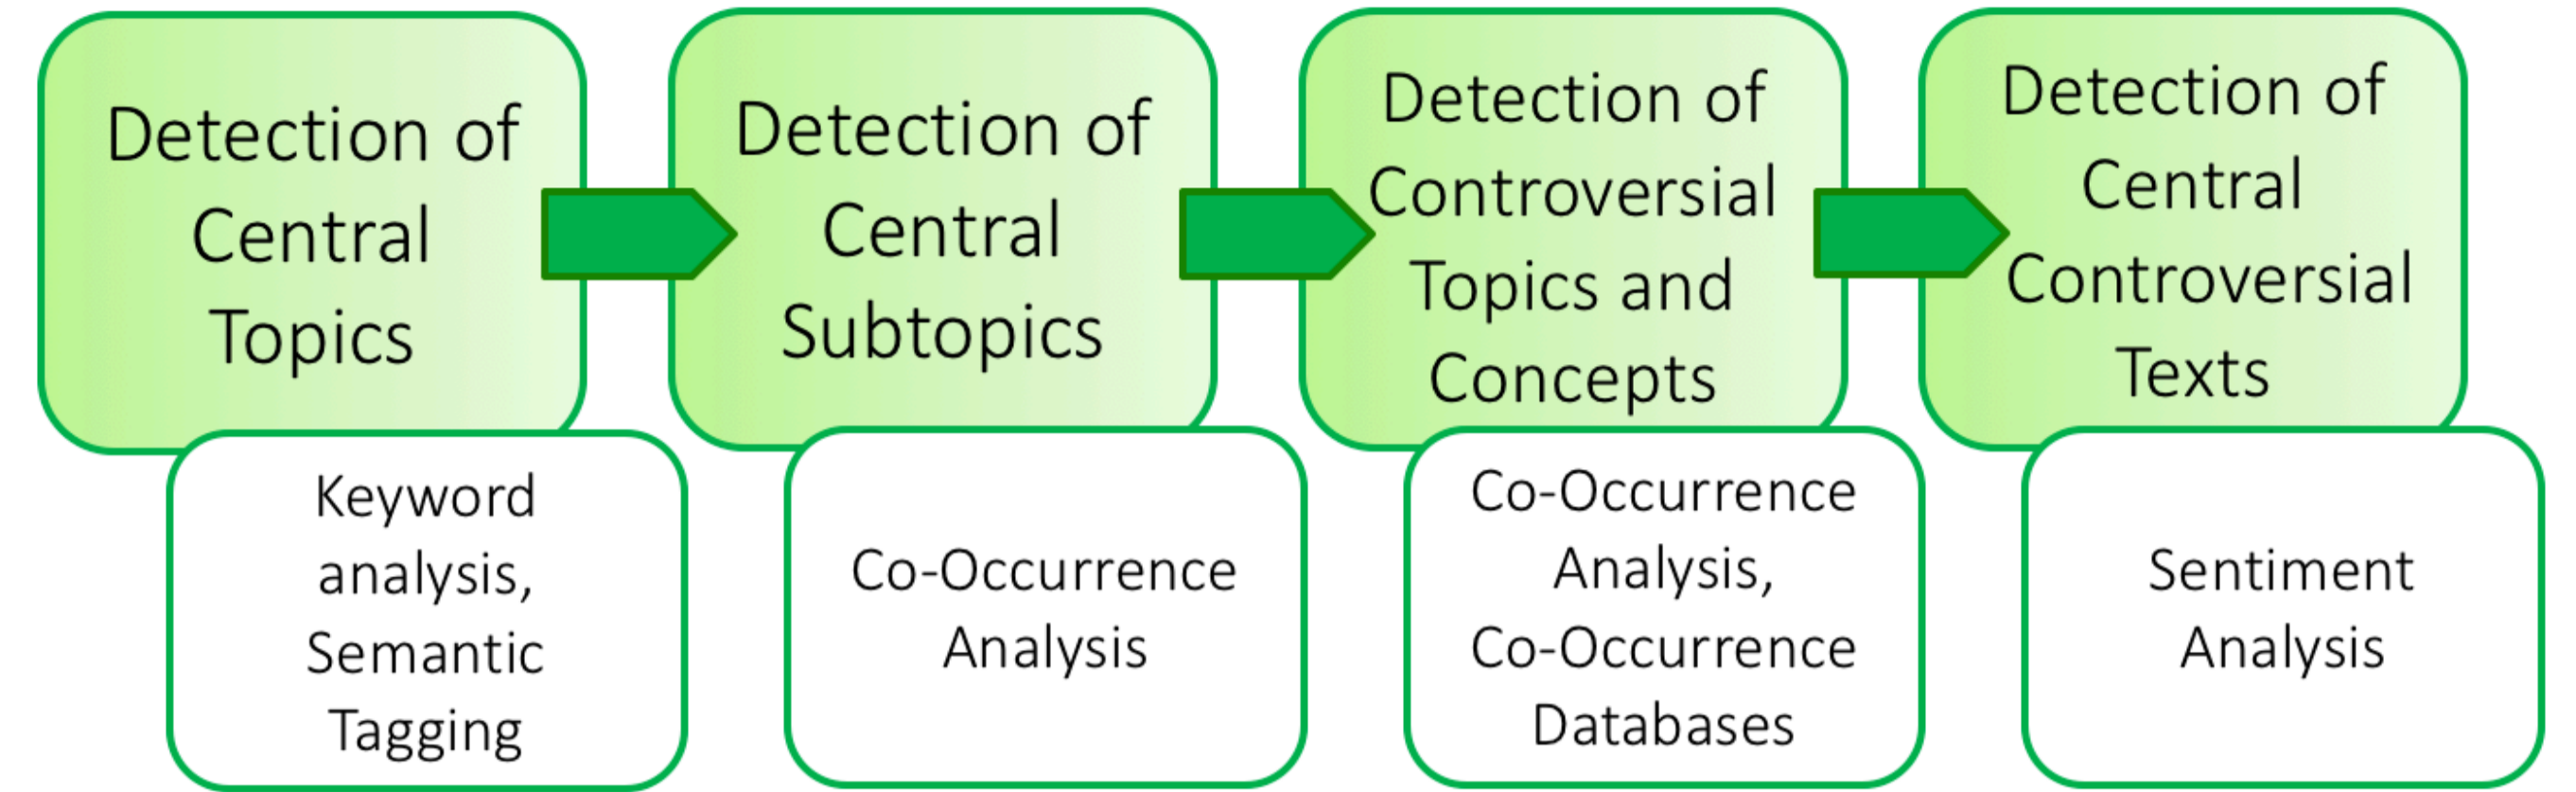 Detection of
Central
Topics
Keyword
analysis,
Semantic
Tagging
Detection of
Central
Subtopics
Co-Occurrence
Analysis
Detection of
Controversial
Topics and
Concepts
Co-Occurrence
Analysis,
Co-Occurrence
Databases
Detection of
Central
Controversial
Texts
Sentiment
Analysis